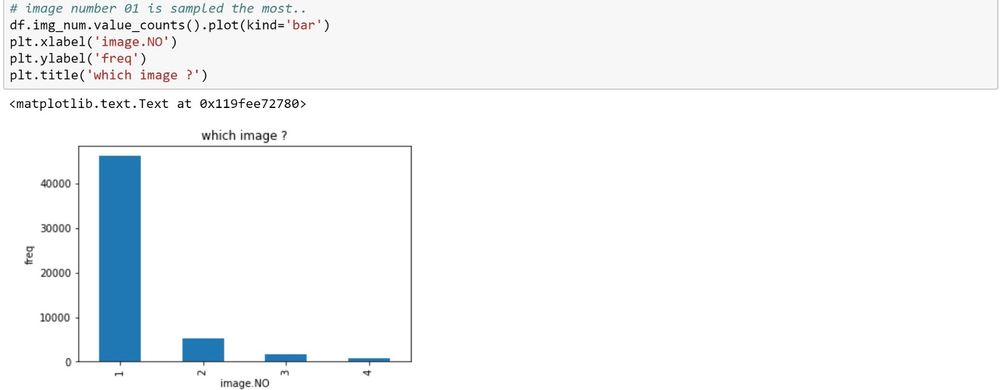 # image number 01 is sampled the most..
df.img_num.value_counts().plot(kind='bar')
plt.xlabel('image.NO')
plt.ylabel('freq')
plt.title('which image ?')
<matplotlib.text.Text at 0x119fee72780>
which image ?
40000
30000
20000
10000
0
freq
1 2 3 4
image.NO